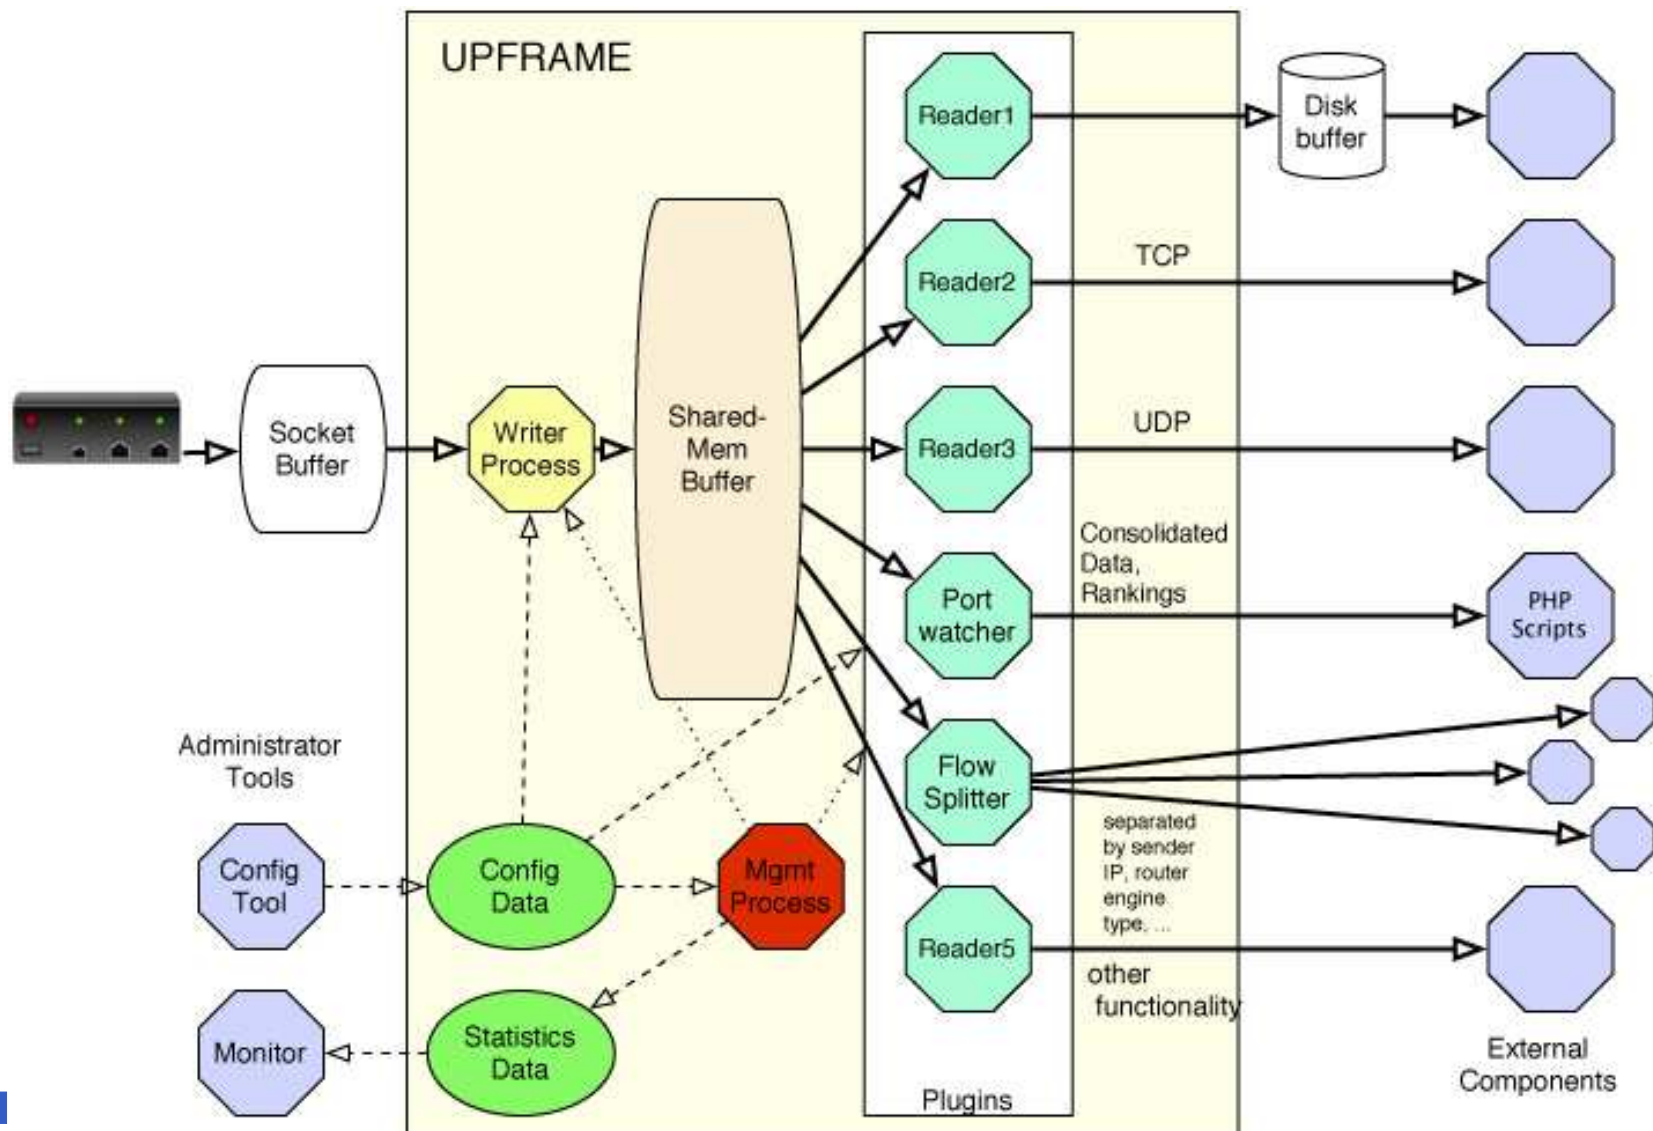 UPFRAME
Reader1
Disk
buffer
TCP
Reader2
Socket
Buffer
Writer
Process
Shared-
Mem
Buffer
UDP
Reader3
Consolidated
Data,
Rankings
Port
watcher
PHP
Scripts
Administrator
Tools
Flow
Splitter
separated
by sender
IP, router
engine
type, ...
Config
Tool
Config
Data
Mgmt
Process
Reader5
other
functionality
Monitor
Statistics
Data
External
Components
Plugins